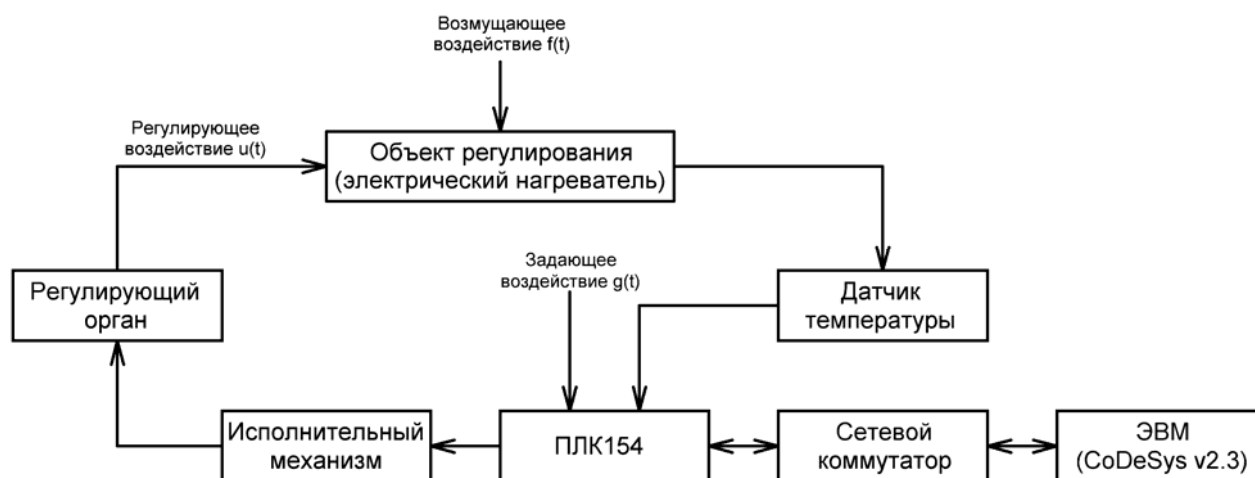 Возмущающее
воздействие f(t)
Регулирующее
воздействие u(t)
Объект регулирования
(электрический нагреватель)
Задающее
воздействие g(t)
Регулирующий
орган
Датчик
температуры
Исполнительный
механизм
ПЛК154
Сетевой
коммутатор
ЭВМ
(CoDeSys v2.3)